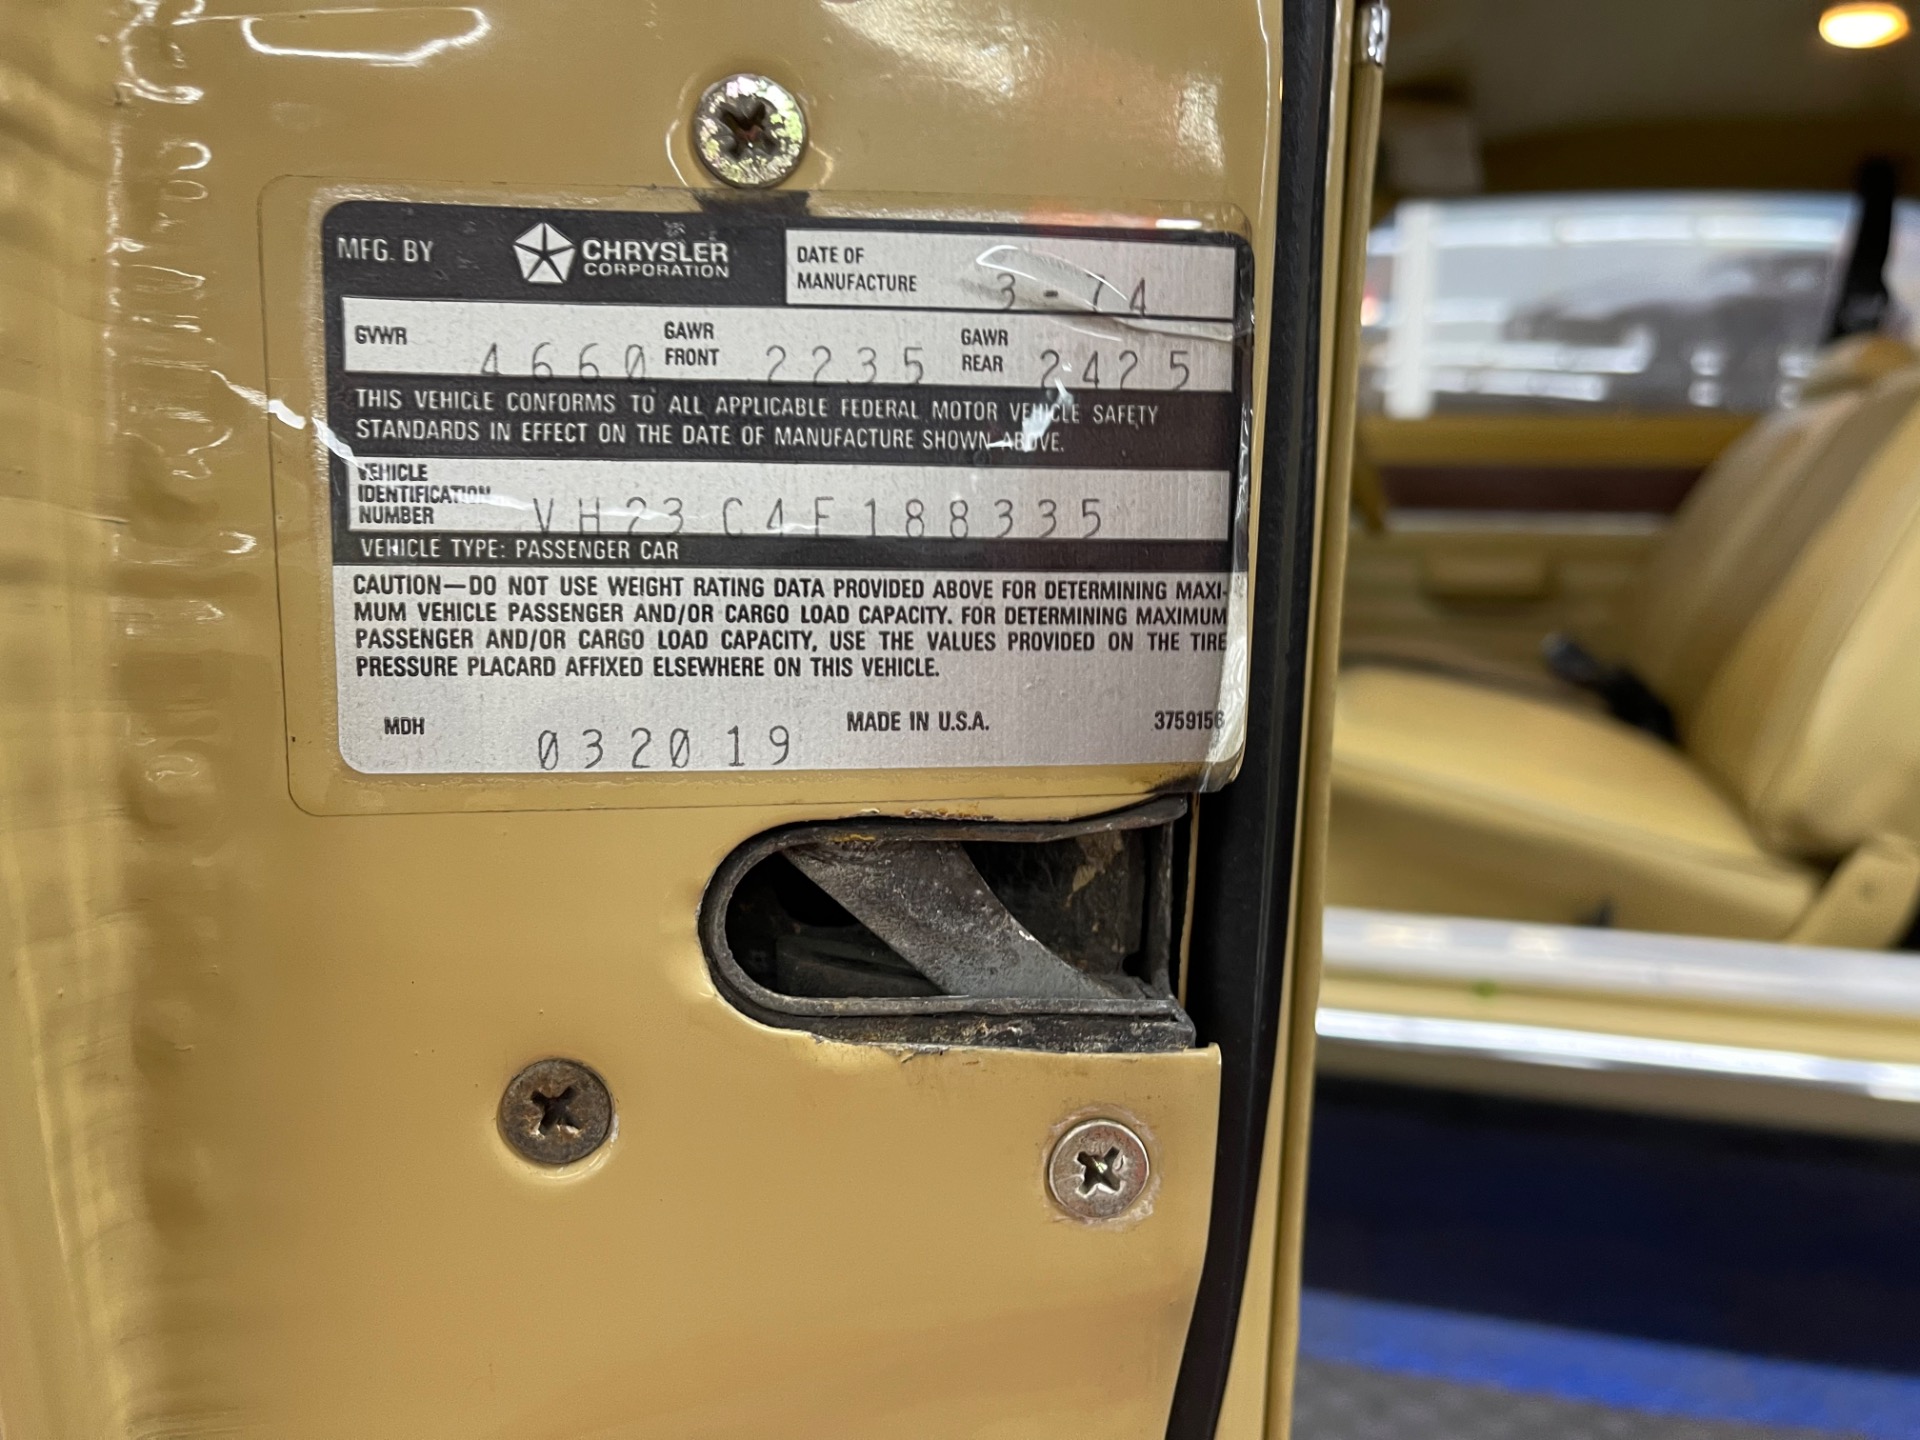 MFG. BY CHRYSLER CORPORATION
DATE OF MANUFACTURE 3-74
GVWR 4660 GAWR FRONT 2235 GAWR REAR 2425
THIS VEHICLE CONFORMS TO ALL APPLICABLE FEDERAL MOTOR VEHICLE SAFETY
STANDARDS IN EFFECT ON THE DATE OF MANUFACTURE SHOWN ABOVE.
VEHICLE
IDENTIFICATION
NUMBER VH23C4F188335
VEHICLE TYPE: PASSENGER CAR
CAUTION—DO NOT USE WEIGHT RATING DATA PROVIDED ABOVE FOR DETERMINING MAXI-
MUM VEHICLE PASSENGER AND/OR CARGO LOAD CAPACITY. FOR DETERMINING MAXIMUM
PASSENGER AND/OR CARGO LOAD CAPACITY, USE THE VALUES PROVIDED ON THE TIRE
PRESSURE PLACARD AFFIXED ELSEWHERE ON THIS VEHICLE.
MDH 032019 MADE IN U.S.A. 3759156